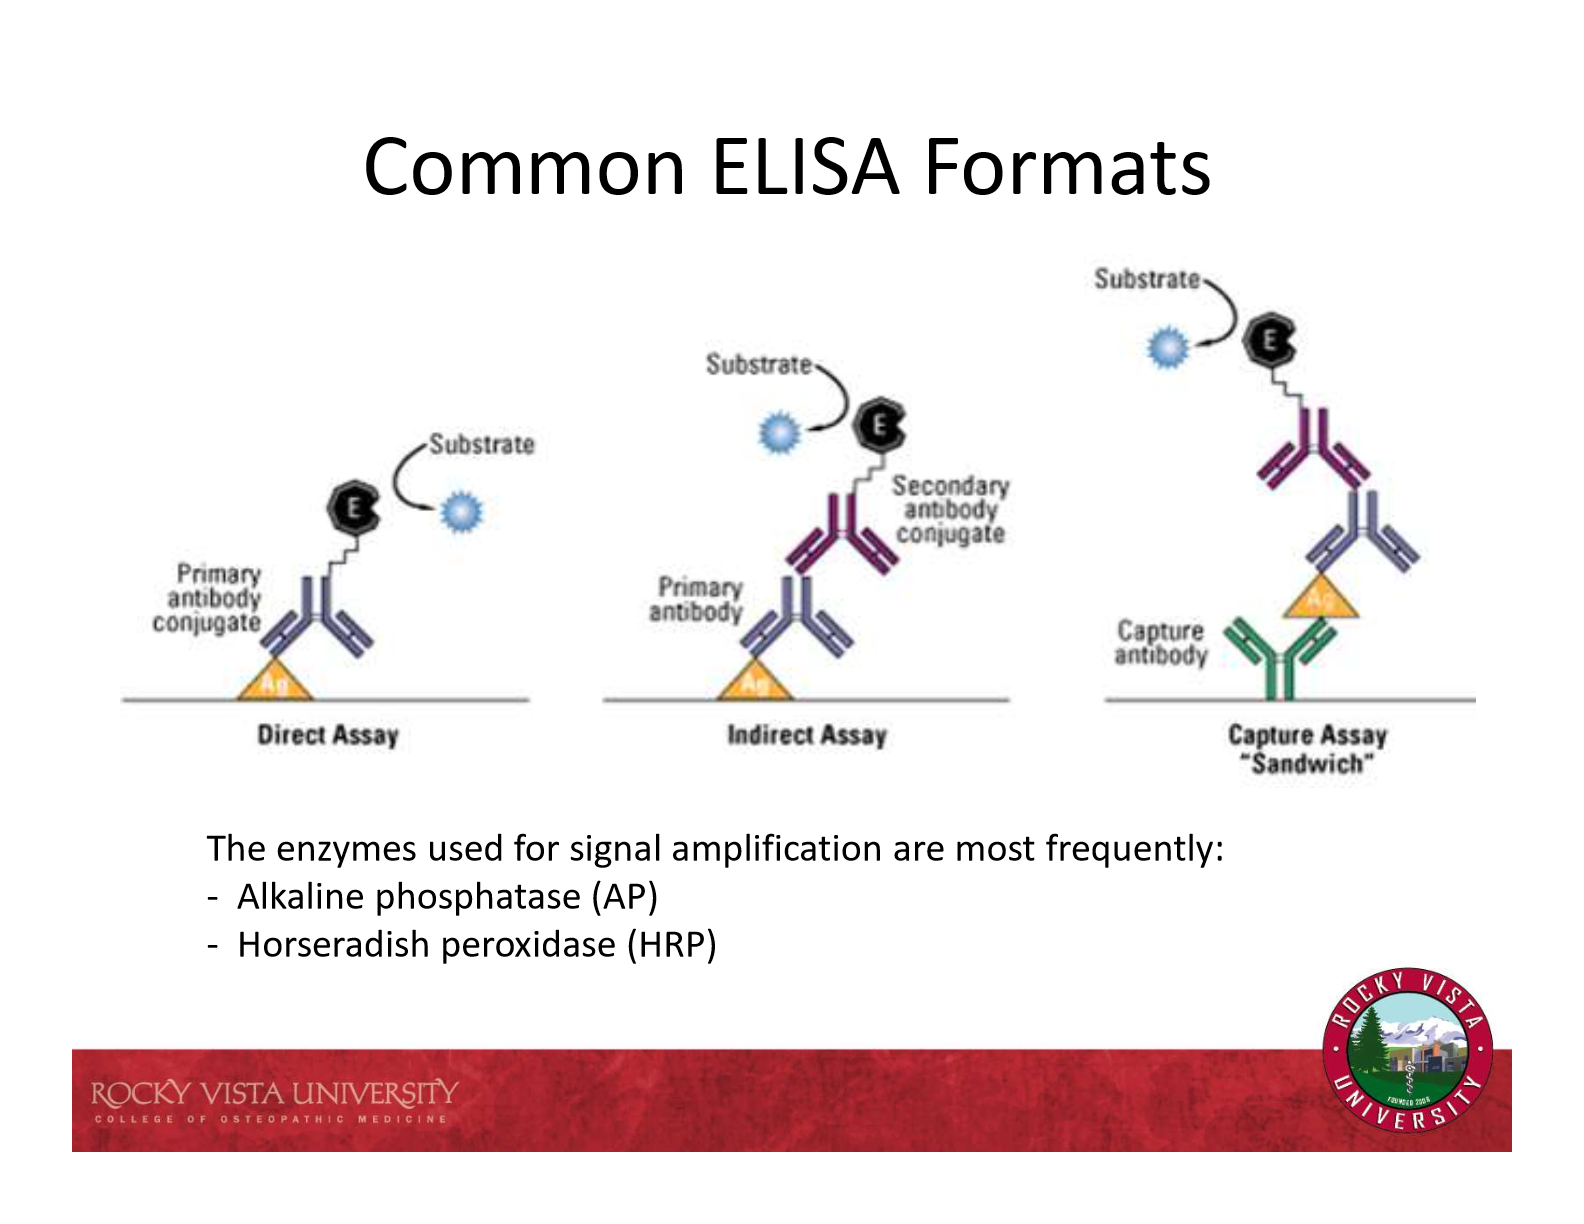 Common ELISA Formats
Substrate
E
Primary
antibody
conjugate
Ag
Direct Assay
Substrate
E
Secondary
antibody
conjugate
Primary
antibody
Ag
Indirect Assay
Substrate
E
Ag
Capture
antibody
Capture Assay
“Sandwich”
The enzymes used for signal amplification are most frequently:
- Alkaline phosphatase (AP)
- Horseradish peroxidase (HRP)
ROCKY VISTA UNIVERSITY
COLLEGE OF OSTEOPATHIC MEDICINE
ROCKY VISTA
UNIVERSITY
FOUNDED 2006